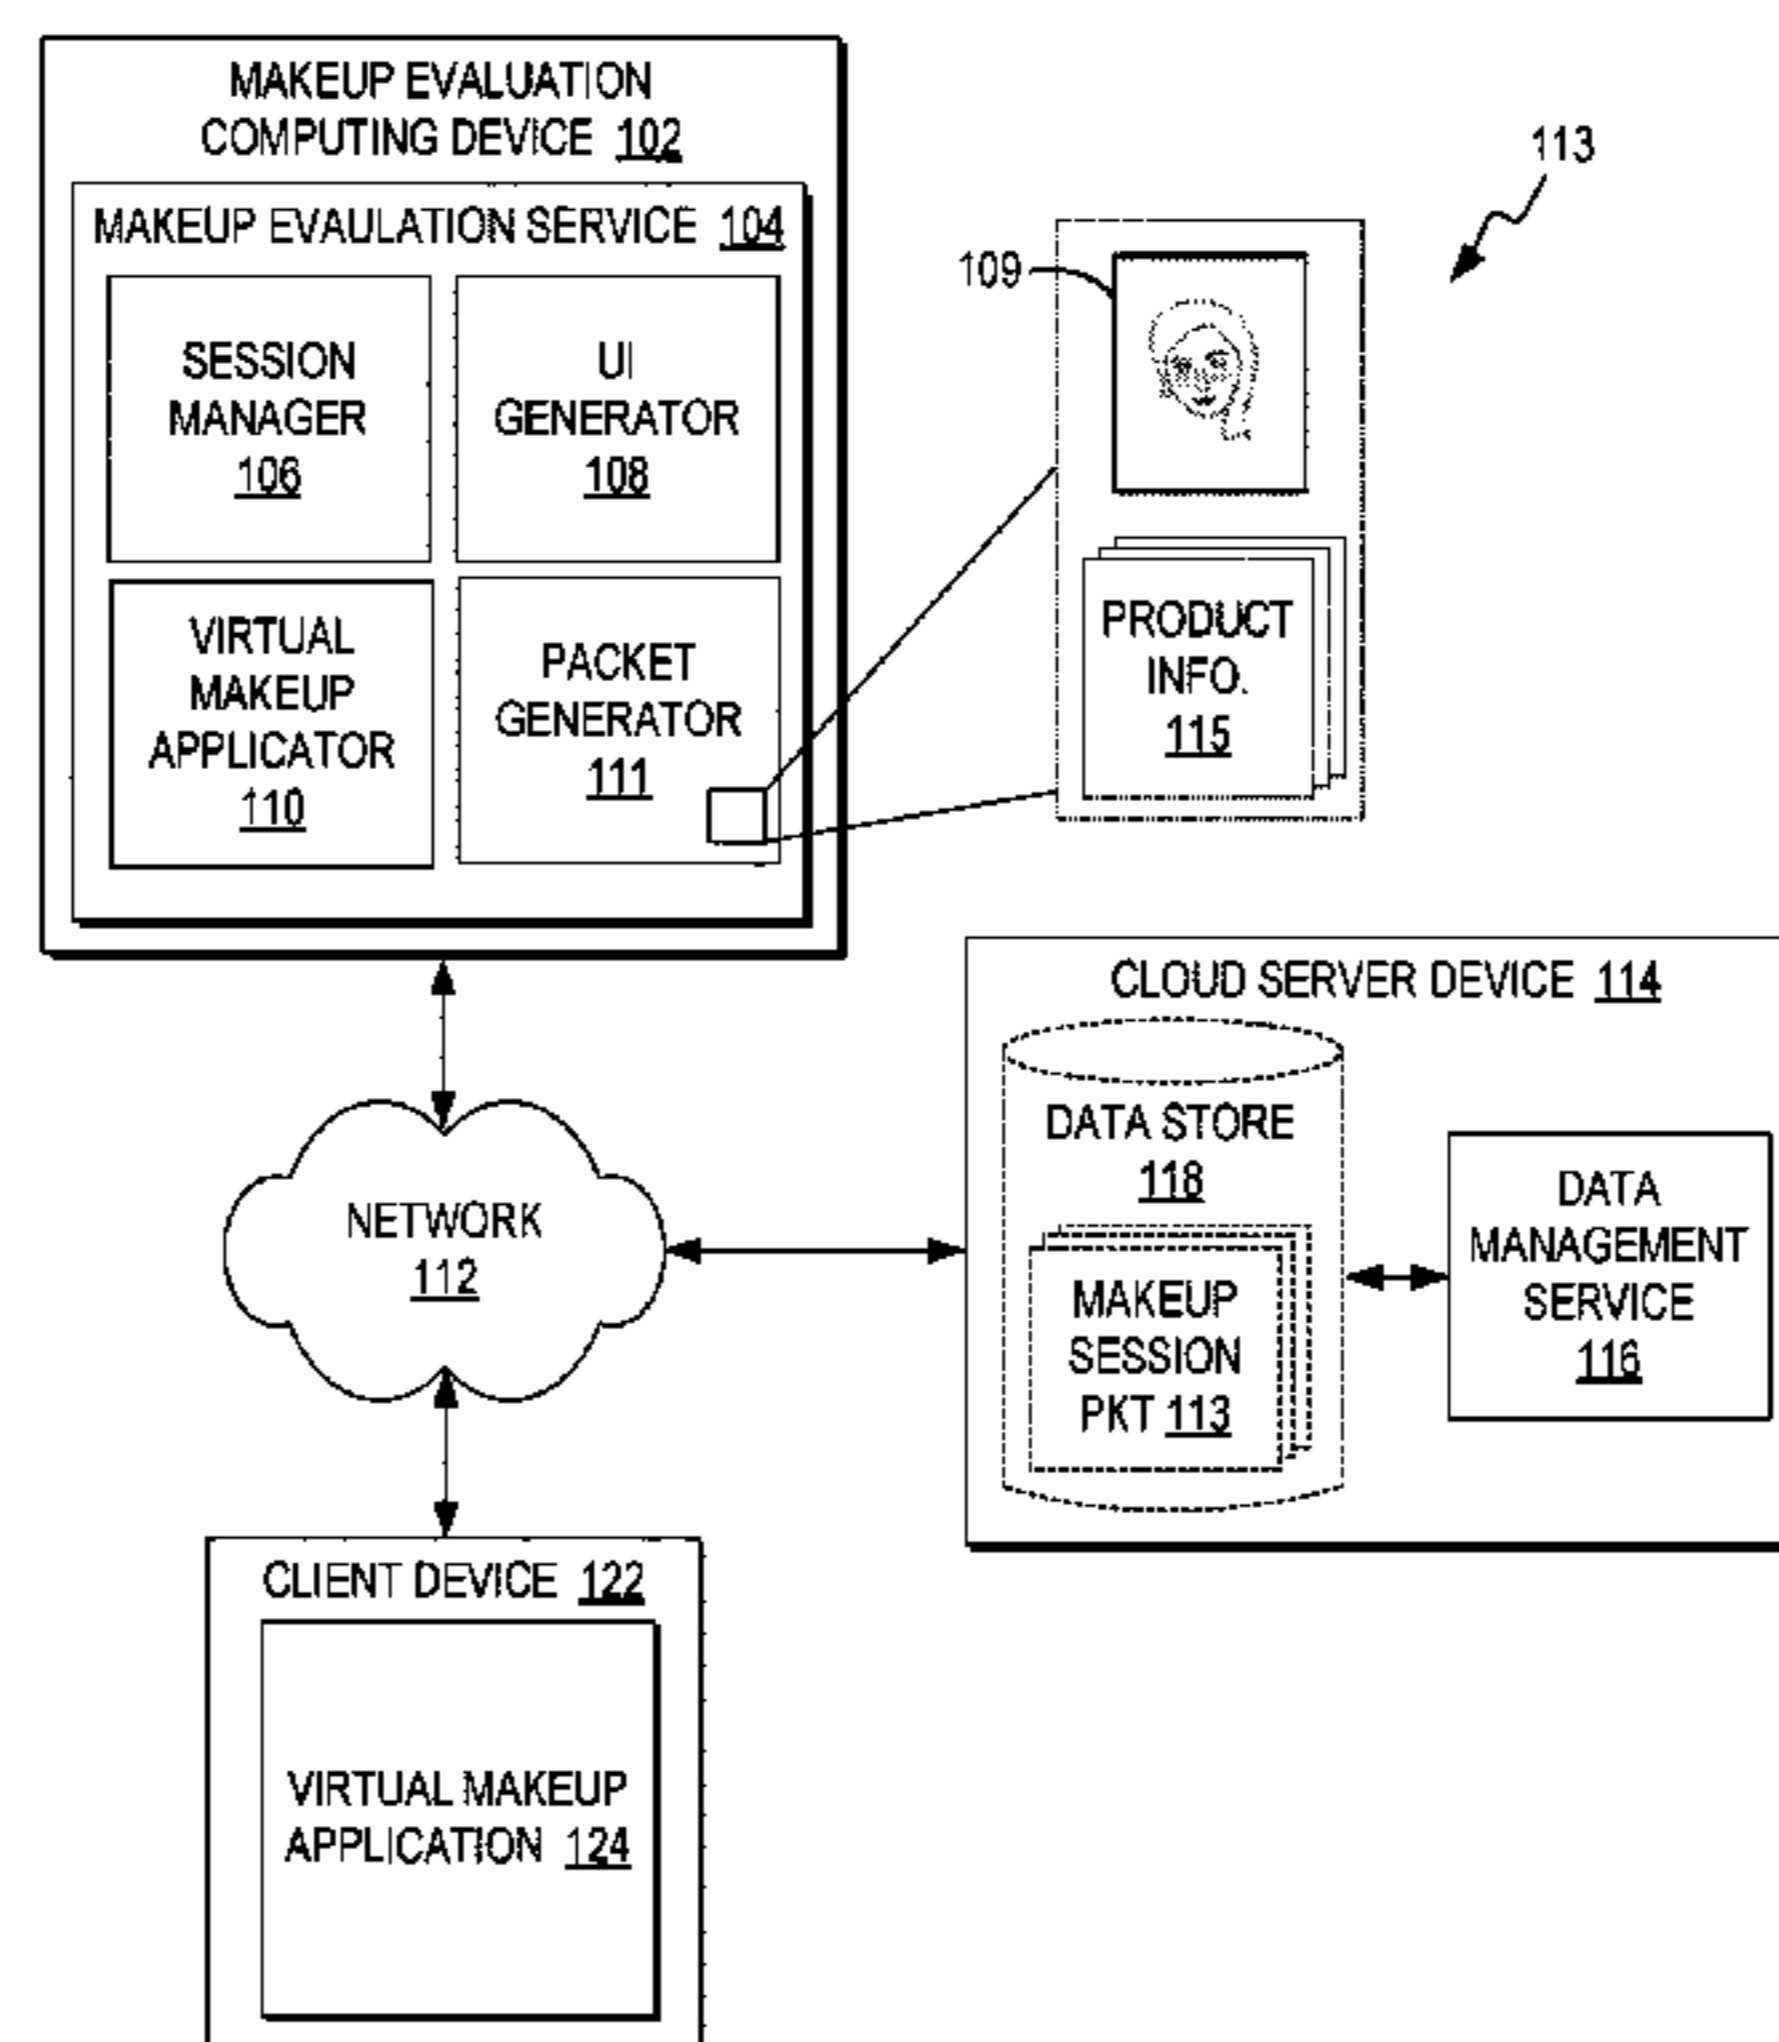 MAKEUP EVALUATION
COMPUTING DEVICE 102
MAKEUP EVAULATION SERVICE 104
SESSION
MANAGER
106
UI
GENERATOR
108
VIRTUAL
MAKEUP
APPLICATOR
110
PACKET
GENERATOR
111
113
109
PRODUCT
INFO.
115
CLOUD SERVER DEVICE 114
DATA STORE
118
MAKEUP
SESSION
PKT 113
DATA
MANAGEMENT
SERVICE
116
NETWORK
112
CLIENT DEVICE 122
VIRTUAL MAKEUP
APPLICATION 124